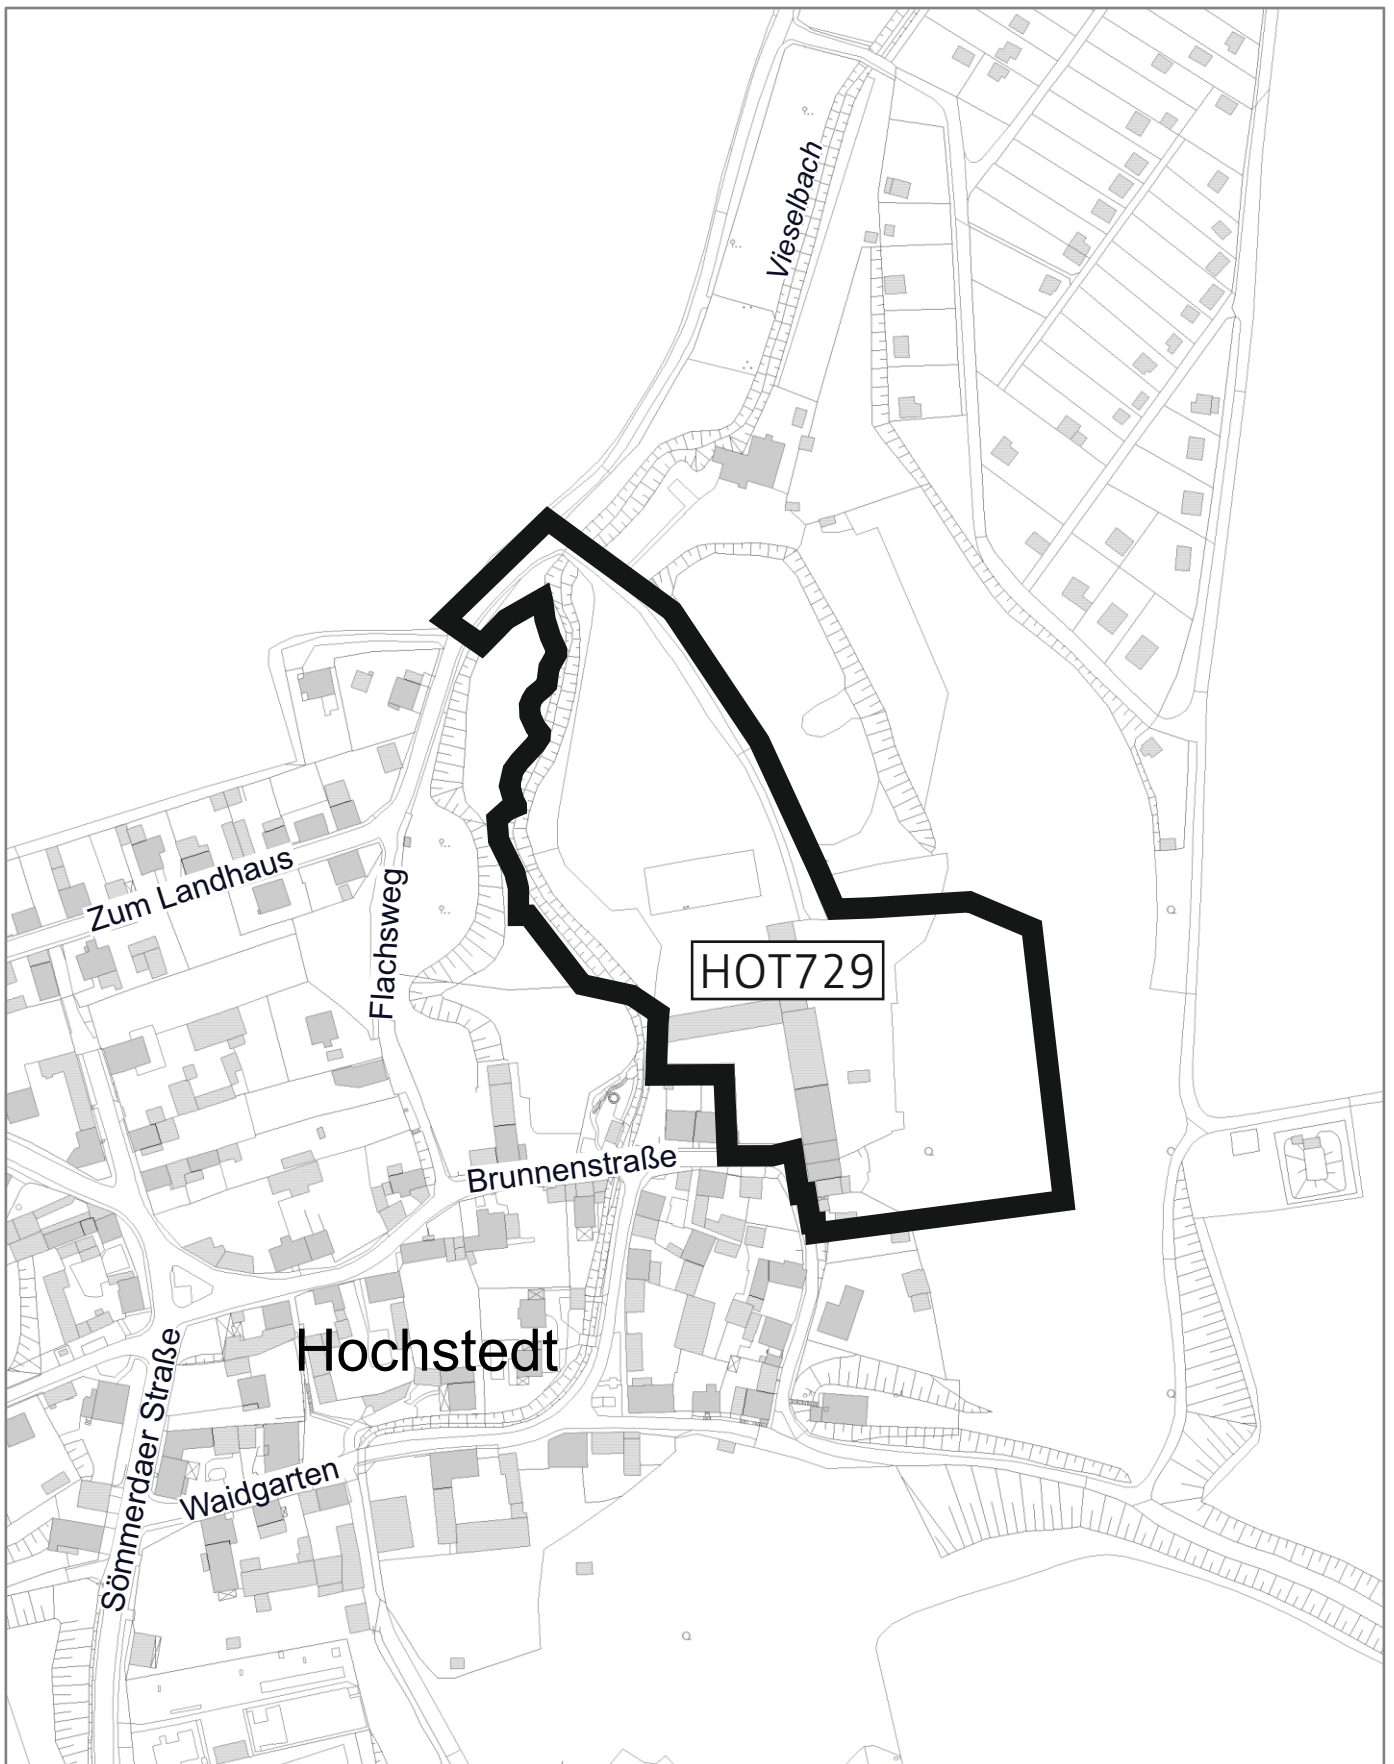 Vieselbach
Zum Landhaus
Flachsweg
HOT729
Brunnenstraße
Hochstedt
Sömmerdaer Straße
Waidgarten